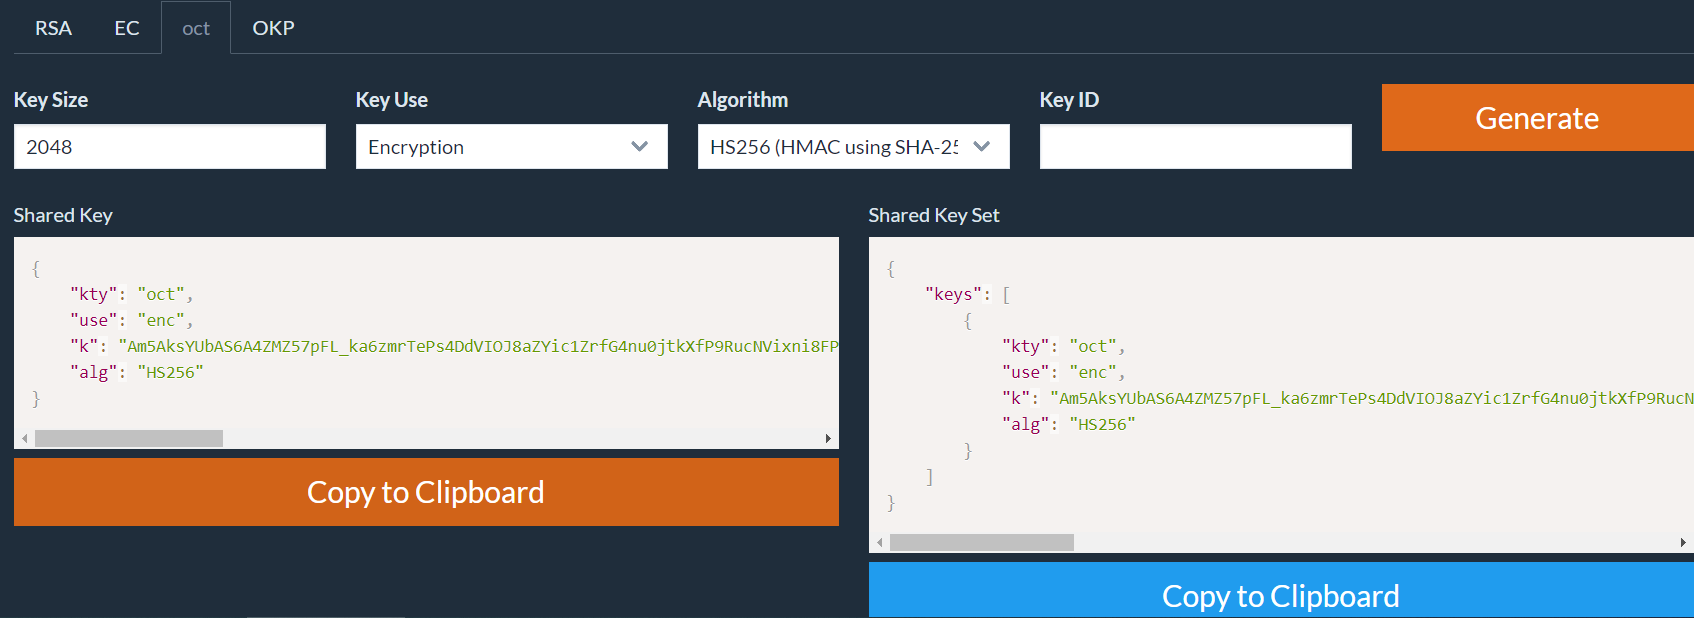 RSA EC oct OKP
Key Size Key Use Algorithm Key ID
Generate
2048 Encryption HS256 (HMAC using SHA-25
Shared Key
{
"kty": "oct",
"use": "enc",
"k": "Am5AksYUbAS6A4ZMZ57pFL_ka6zmrTePs4DdVIOJ8aZYic1ZrfG4nu0jtkXfP9RucNVixni8FP
"alg": "HS256"
}
Copy to Clipboard
Shared Key Set
{
"keys": [
{
"kty": "oct",
"use": "enc",
"k": "Am5AksYUbAS6A4ZMZ57pFL_ka6zmrTePs4DdVIOJ8aZYic1ZrfG4nu0jtkXfP9RucN
"alg": "HS256"
}
]
}
Copy to Clipboard